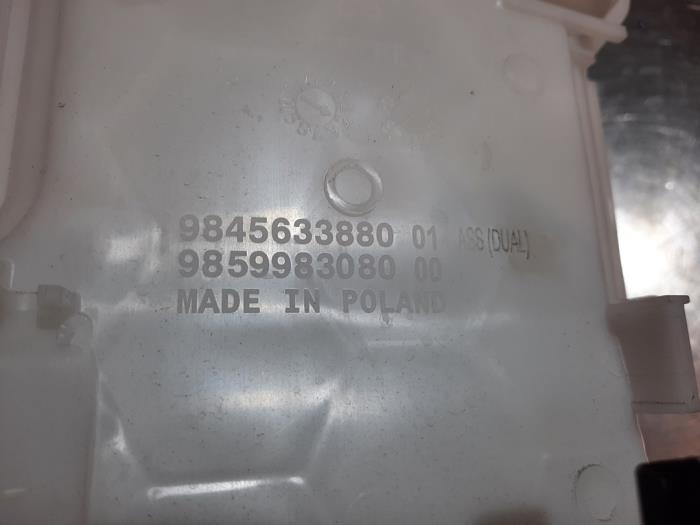 9845633880 01 ASS (DUAL)
9859983080 00
MADE IN POLAND